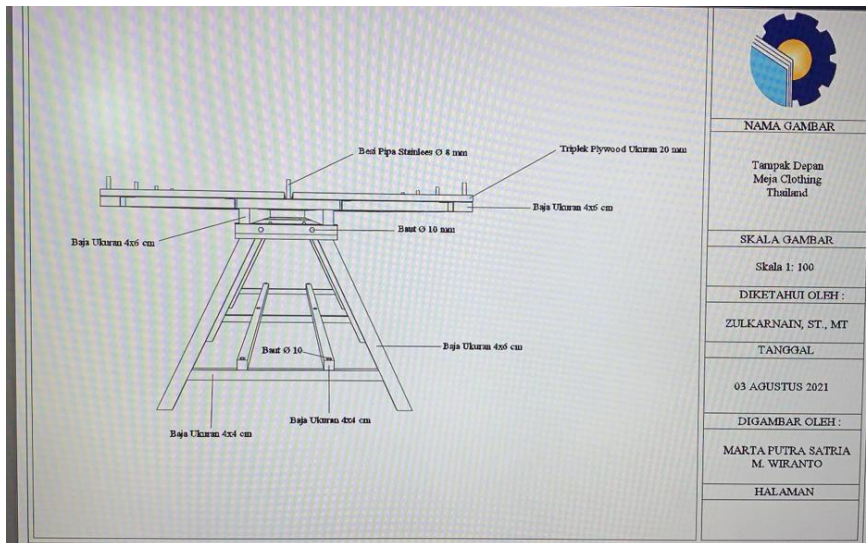 Besi Pipa Stainlees Ø 8 mm
Triplek Plywood Ukuran 20 mm
Baja Ukuran 4x6 cm
Baut Ø 10 mm
Baja Ukuran 4x6 cm
Baut Ø 10
Baja Ukuran 4x6 cm
Baja Ukuran 4x4 cm
Baja Ukuran 4x4 cm
NAMA GAMBAR
Tampak Depan
Meja Clothing
Thailand
SKALA GAMBAR
Skala 1: 100
DIKETAHUI OLEH :
ZULKARNAIN, ST., MT
TANGGAL
03 AGUSTUS 2021
DIGAMBAR OLEH :
MARTA PUTRA SATRIA
M. WIRANTO
HALAMAN